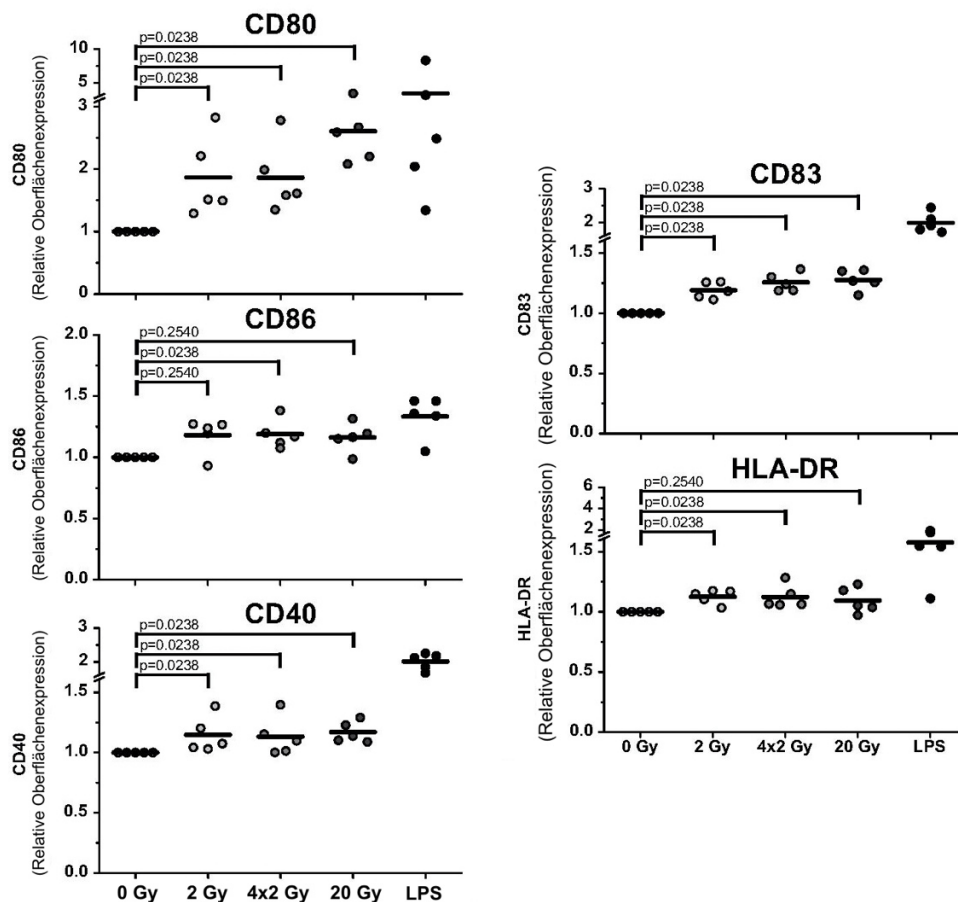 CD80
p=0.0238
p=0.0238
p=0.0238
10
5
3
2
1
0
CD80
(Relative Oberflächenexpression)
CD86
p=0.2540
p=0.0238
p=0.2540
2.0
1.5
1.0
0.5
0.0
CD86
(Relative Oberflächenexpression)
CD40
p=0.0238
p=0.0238
p=0.0238
3
2
1.5
1.0
0.5
0.0
CD40
(Relative Oberflächenexpression)
0 Gy 2 Gy 4x2 Gy 20 Gy LPS
CD83
p=0.0238
p=0.0238
p=0.0238
3
2
1.5
1.0
0.5
0.0
CD83
(Relative Oberflächenexpression)
HLA-DR
p=0.2540
p=0.0238
p=0.0238
6
4
2
1.5
1.0
0.5
0.0
HLA-DR
(Relative Oberflächenexpression)
0 Gy 2 Gy 4x2 Gy 20 Gy LPS